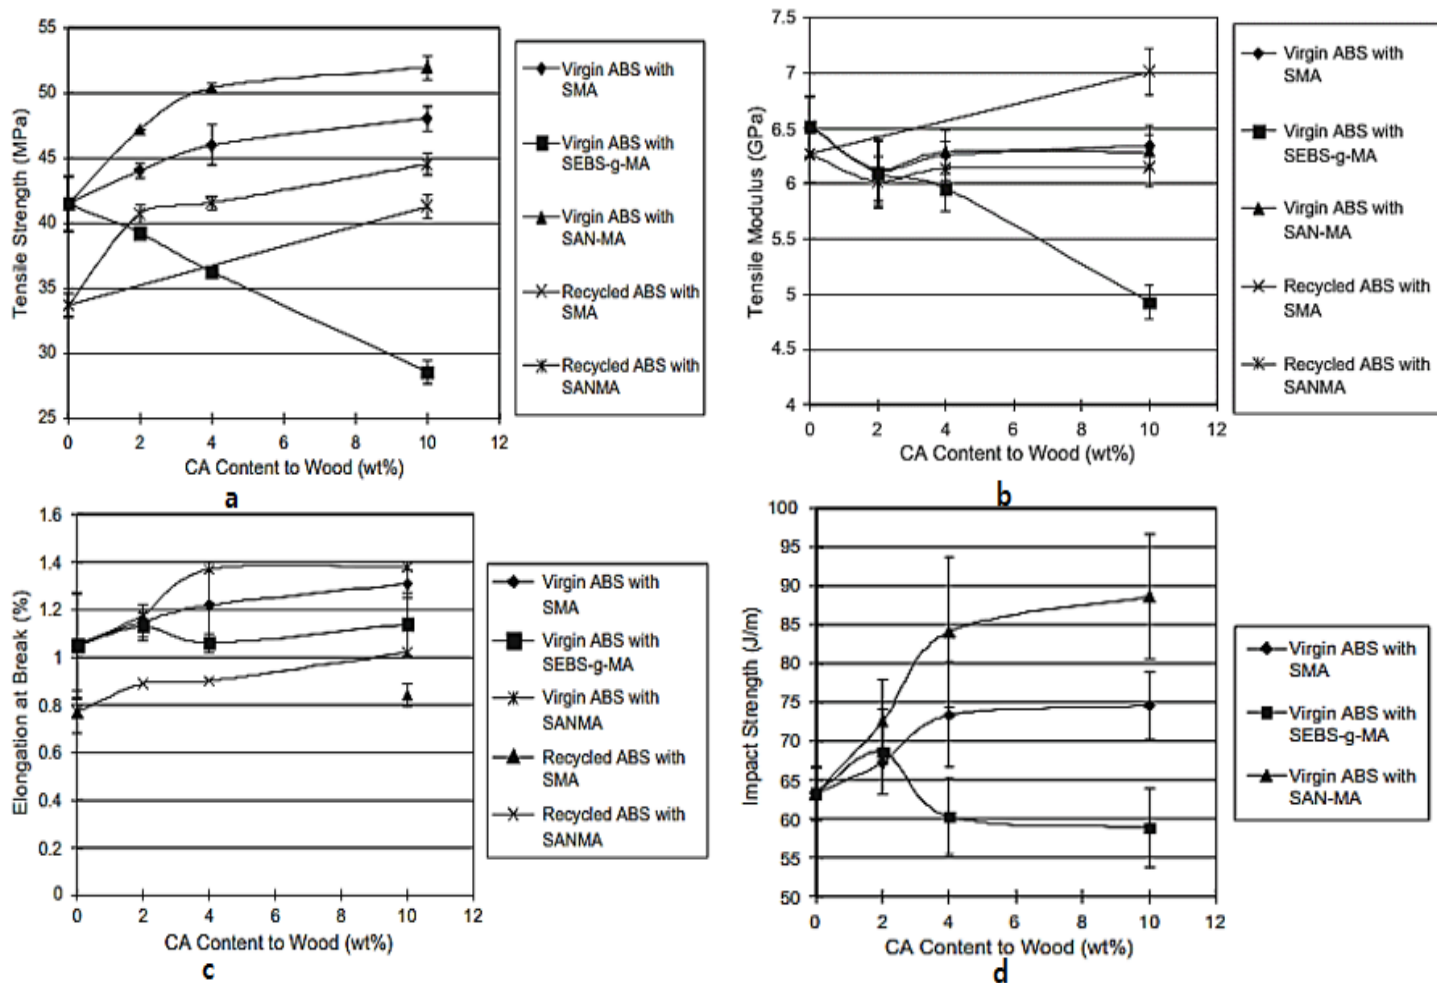 Tensile Strength (MPa)
55
50
45
40
35
30
25
0 2 4 6 8 10 12
CA Content to Wood (wt%)
Virgin ABS with
SMA
Virgin ABS with
SEBS-g-MA
Virgin ABS with
SAN-MA
Recycled ABS with
SMA
Recycled ABS with
SANMA
a
Tensile Modulus (GPa)
7.5
7
6.5
6
5.5
5
4.5
4
0 2 4 6 8 10 12
CA Content to Wood (wt%)
Virgin ABS with
SMA
Virgin ABS with
SEBS-g-MA
Virgin ABS with
SAN-MA
Recycled ABS with
SMA
Recycled ABS with
SANMA
b
Elongation at Break (%)
1.6
1.4
1.2
1
0.8
0.6
0.4
0.2
0
0 2 4 6 8 10 12
CA Content to Wood (wt%)
Virgin ABS with
SMA
Virgin ABS with
SEBS-g-MA
Virgin ABS with
SANMA
Recycled ABS with
SMA
Recycled ABS with
SANMA
c
Impact Strength (J/m)
100
95
90
85
80
75
70
65
60
55
50
0 2 4 6 8 10 12
CA Content to Wood (wt%)
Virgin ABS with
SMA
Virgin ABS with
SEBS-g-MA
Virgin ABS with
SAN-MA
d